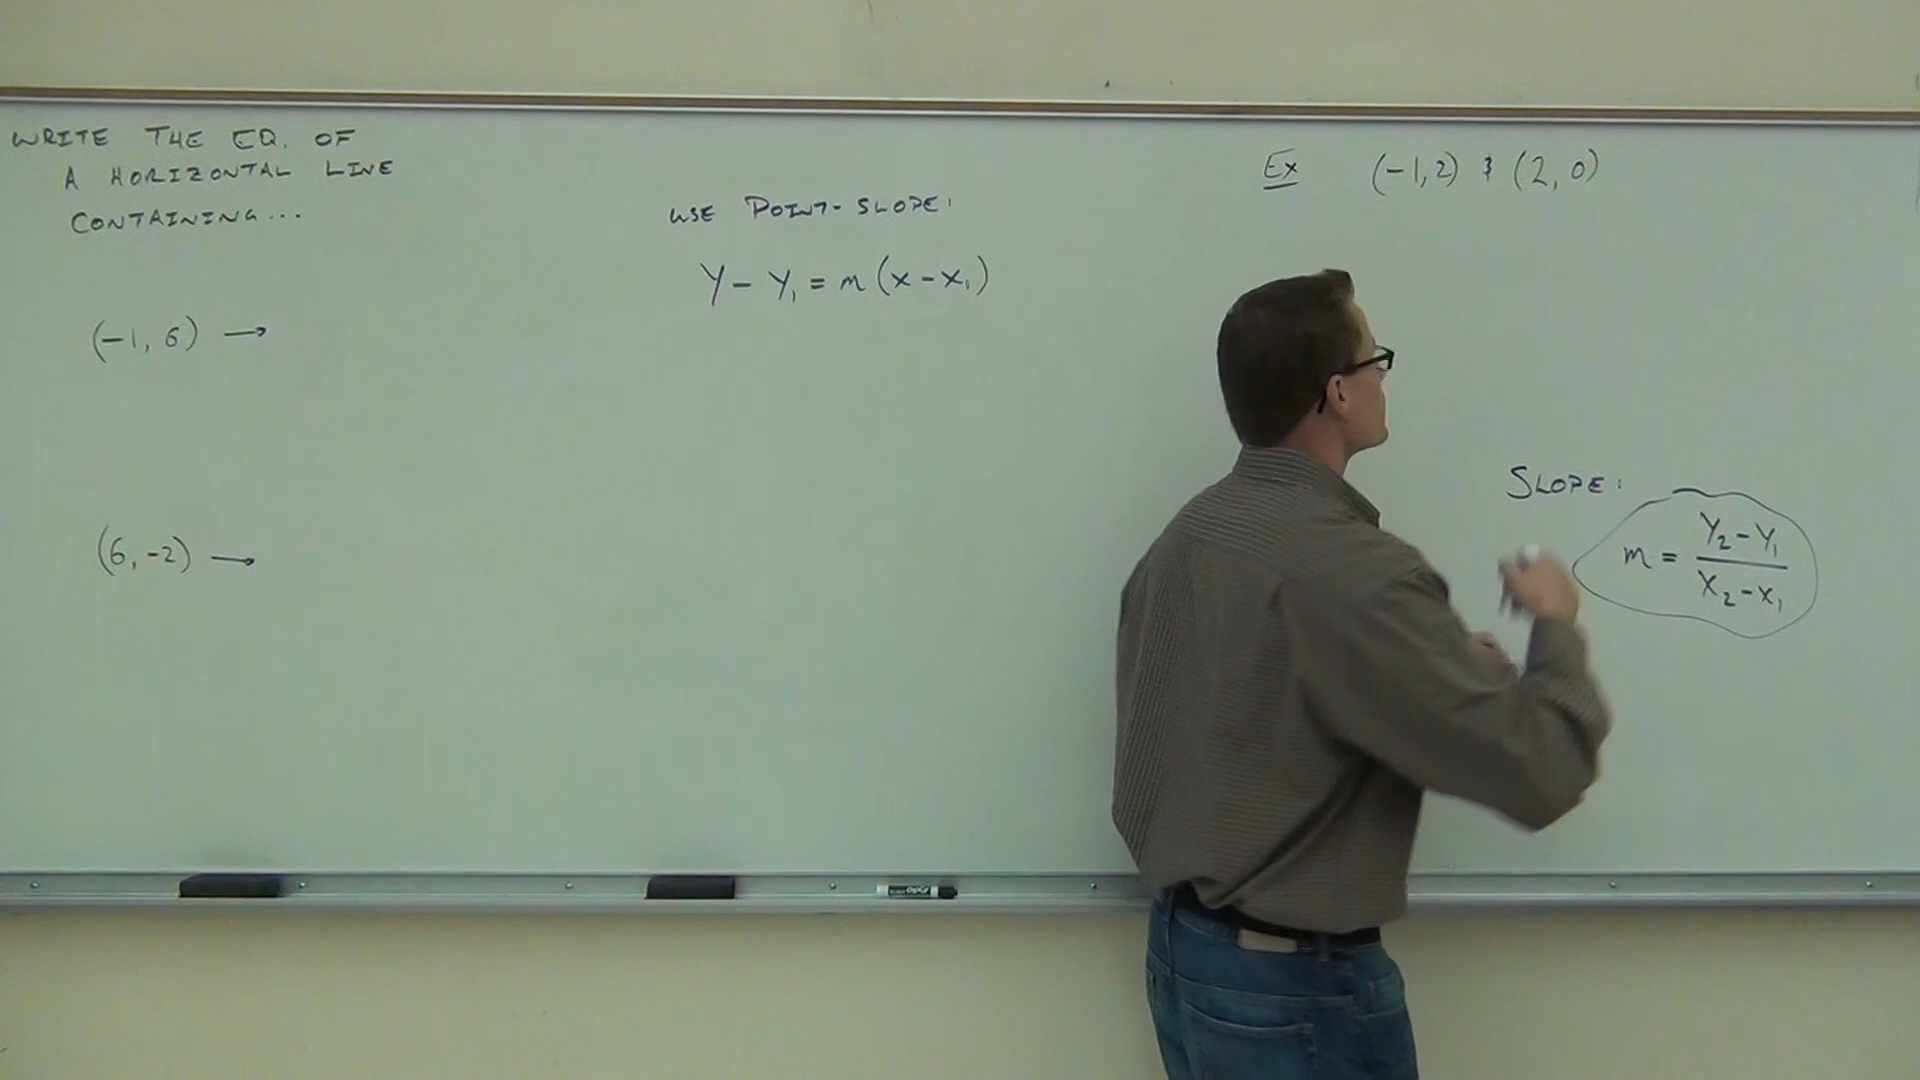 WRITE THE EQ. OF
A HORIZONTAL LINE
CONTAINING...
(-1, 6) →
(6, -2) →
USE POINT-SLOPE:
Y - Y₁ = m (x - x₁)
Ex (-1, 2) & (2, 0)
SLOPE:
m = (Y₂ - Y₁) / (X₂ - X₁)
EXPO